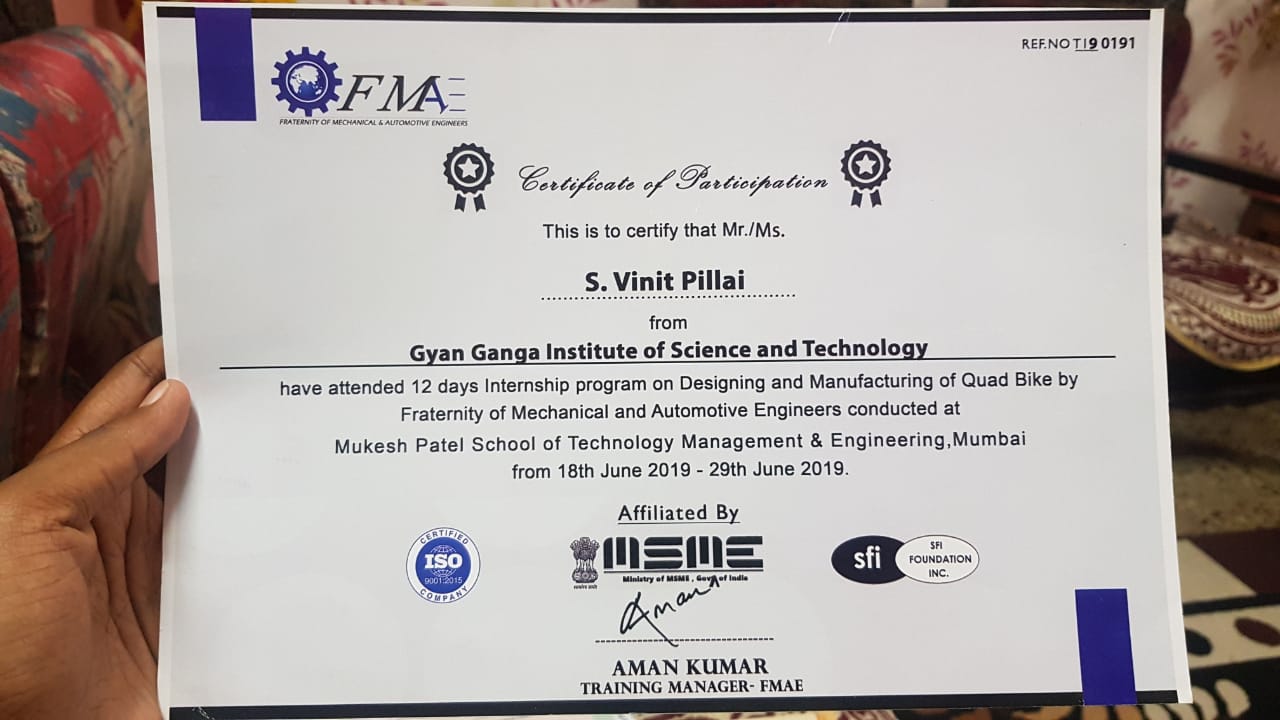 REF.NO TI90191
FMAE
FRATERNITY OF MECHANICAL & AUTOMOTIVE ENGINEERS
Certificate of Participation
This is to certify that Mr./Ms.
S. Vinit Pillai
from
Gyan Ganga Institute of Science and Technology
have attended 12 days Internship program on Designing and Manufacturing of Quad Bike by
Fraternity of Mechanical and Automotive Engineers conducted at
Mukesh Patel School of Technology Management & Engineering,Mumbai
from 18th June 2019 - 29th June 2019.
Affiliated By
CERTIFIED
ISO
9001:2015
COMPANY
MSME
Ministry of MSME , Govt. of India
sfi
SFI
FOUNDATION
INC.
Aman
AMAN KUMAR
TRAINING MANAGER- FMAE